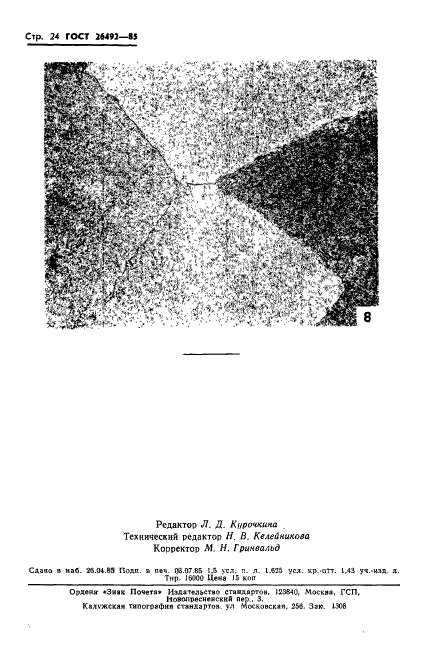 Стр. 24 ГОСТ 26492—85
8
Редактор Л. Д. Курочкина
Технический редактор Н. В. Келейникова
Корректор М. Н. Гринвальд
Сдано в наб. 26.04.85 Подп. в печ. 03.07.85 1,5 усл. п. л. 1,625 усл. кр.-отт. 1,43 уч.-изд. л.
Тир. 16000 Цена 15 коп
Ордена «Знак Почета» Издательство стандартов, 123840, Москва, ГСП,
Новопресненский пер., 3.
Калужская типография стандартов, ул Московская, 256. Зак. 1308